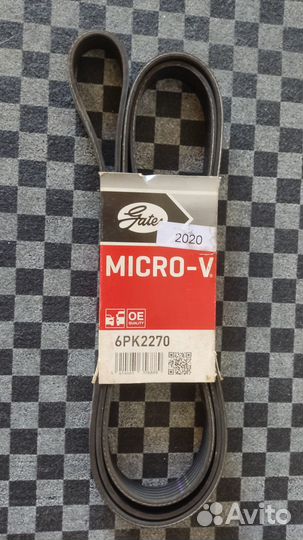 Gates
2020
MICRO-V
OE
QUALITY
6PK2270
Avito